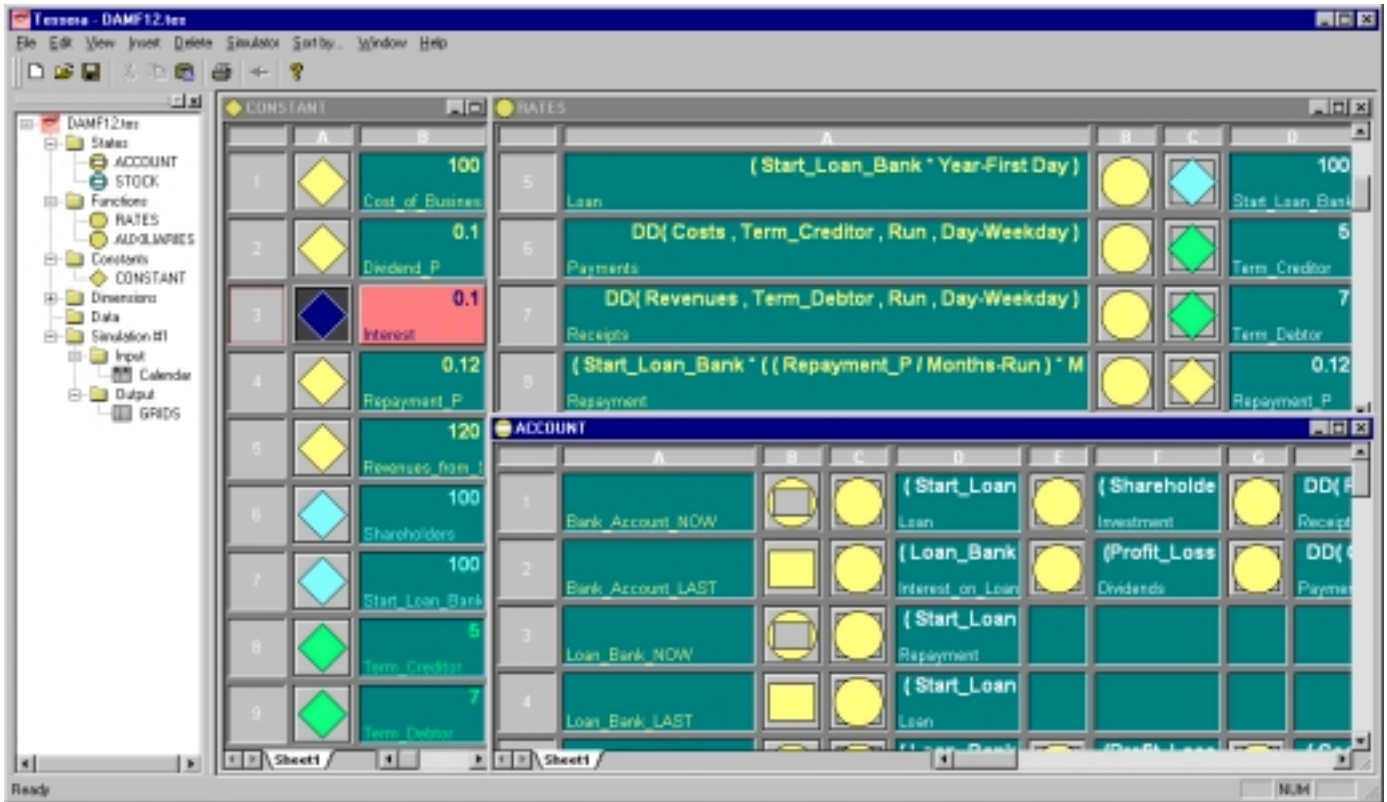 Tessera - DAMF12.tes
File Edit View Insert Delete Simulator Sort by... Window Help
DAMF12.tes
States
ACCOUNT
STOCK
Functions
RATES
AUXILIARIES
Constants
CONSTANT
Dimensions
Data
Simulation #1
Input
Calendar
Output
GRIDS
CONSTANT
A B
1 100
Cost_of_Busines
2 0.1
Dividend_P
3 0.1
Interest
4 0.12
Repayment_P
5 120
Revenues_from_
6 100
Shareholders
7 100
Start_Loan_Bank
8 5
Term_Creditor
9 7
Term_Debtor
Sheet1
RATES
A B C D
5 ( Start_Loan_Bank * Year-First Day ) 100
Loan Start_Loan_Bank
6 DD( Costs , Term_Creditor , Run , Day-Weekday ) 5
Payments Term_Creditor
7 DD( Revenues , Term_Debtor , Run , Day-Weekday ) 7
Receipts Term_Debtor
8 ( Start_Loan_Bank * ( ( Repayment_P / Months-Run ) * M 0.12
Repayment Repayment_P
ACCOUNT
A B C D E F G
1 ( Start_Loan ( Shareholde DD( R
Bank_Account_NOW Loan Investment Receipt
2 ( Loan_Bank (Profit_Loss DD( C
Bank_Account_LAST Interest_on_Loan Dividends Paymen
3 ( Start_Loan
Loan_Bank_NOW Repayment
4 ( Start_Loan
Loan_Bank_LAST Loan
Sheet1
Ready NUM